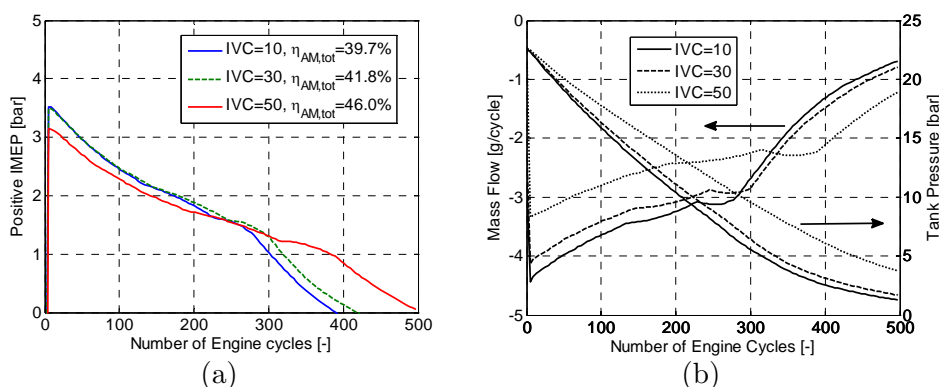 (a)
5
4
3
2
1
0
Positive IMEP [bar]
0
100
200
300
400
500
Number of Engine cycles [-]
IVC=10, ηAM,tot=39.7%
IVC=30, ηAM,tot=41.8%
IVC=50, ηAM,tot=46.0%
(a)
(b)
0
-1
-2
-3
-4
-5
Mass Flow [g/cycle]
25
20
15
10
5
0
Tank Pressure [bar]
0
100
200
300
400
500
Number of Engine Cycles [-]
IVC=10
IVC=30
IVC=50
(b)